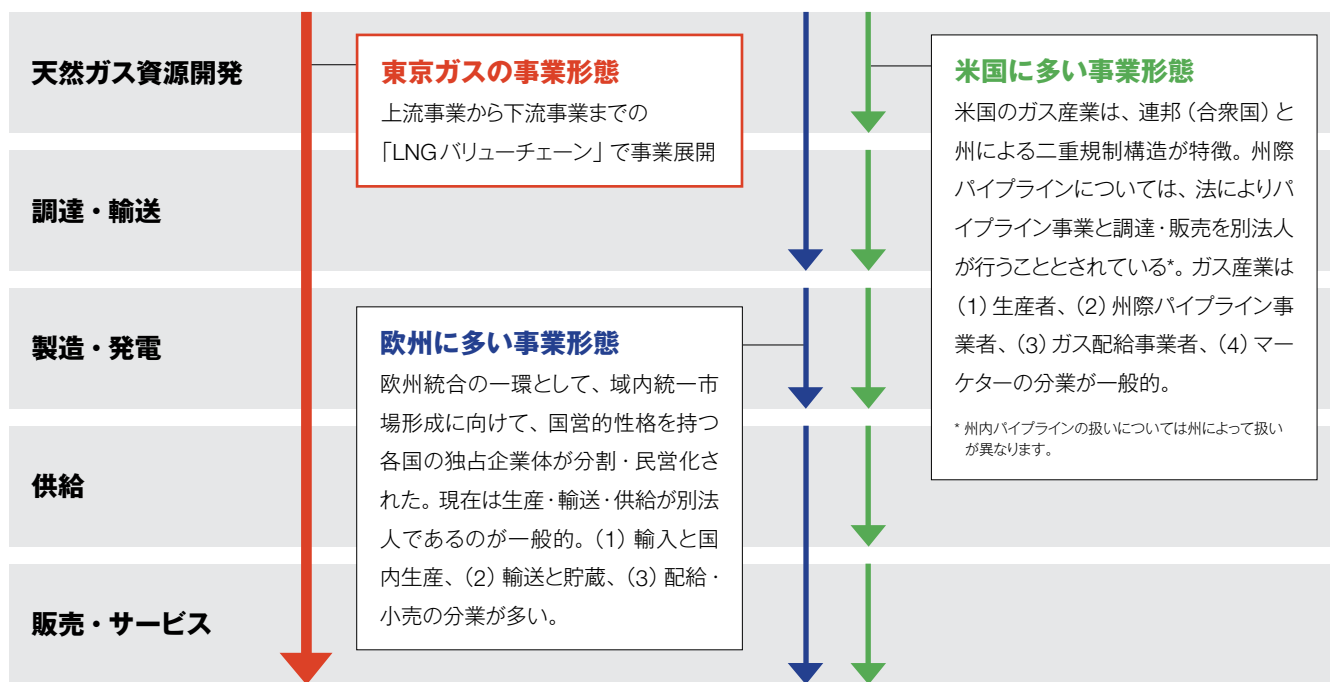 天然ガス資源開発
調達・輸送
製造・発電
供給
販売・サービス
東京ガスの事業形態
上流事業から下流事業までの
「LNGバリューチェーン」で事業展開
欧州に多い事業形態
欧州統合の一環として、域内統一市
場形成に向けて、国営的性格を持つ
各国の独占企業体が分割・民営化さ
れた。現在は生産・輸送・供給が別法
人であるのが一般的。(1) 輸入と国
内生産、(2) 輸送と貯蔵、(3) 配給・
小売の分業が多い。
米国に多い事業形態
米国のガス産業は、連邦(合衆国)と
州による二重規制構造が特徴。州際
パイプラインについては、法によりパ
イプライン事業と調達・販売を別法人
が行うこととされている*。ガス産業は
(1) 生産者、(2) 州際パイプライン事
業者、(3) ガス配給事業者、(4) マー
ケターの分業が一般的。
* 州内パイプラインの扱いについては州によって扱い
が異なります。